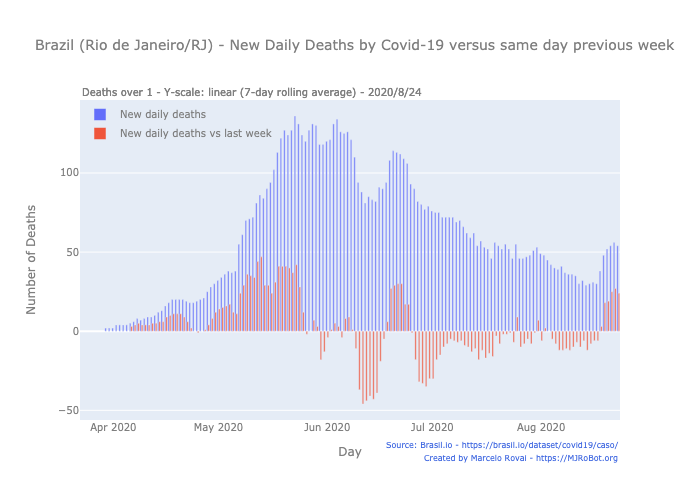 Brazil (Rio de Janeiro/RJ) - New Daily Deaths by Covid-19 versus same day previous week
Deaths over 1 - Y-scale: linear (7-day rolling average) - 2020/8/24
New daily deaths
New daily deaths vs last week
Number of Deaths
100
50
0
−50
Apr 2020
May 2020
Jun 2020
Jul 2020
Aug 2020
Day
Source: Brasil.io - https://brasil.io/dataset/covid19/caso/
Created by Marcelo Rovai - https://MJRoBot.org